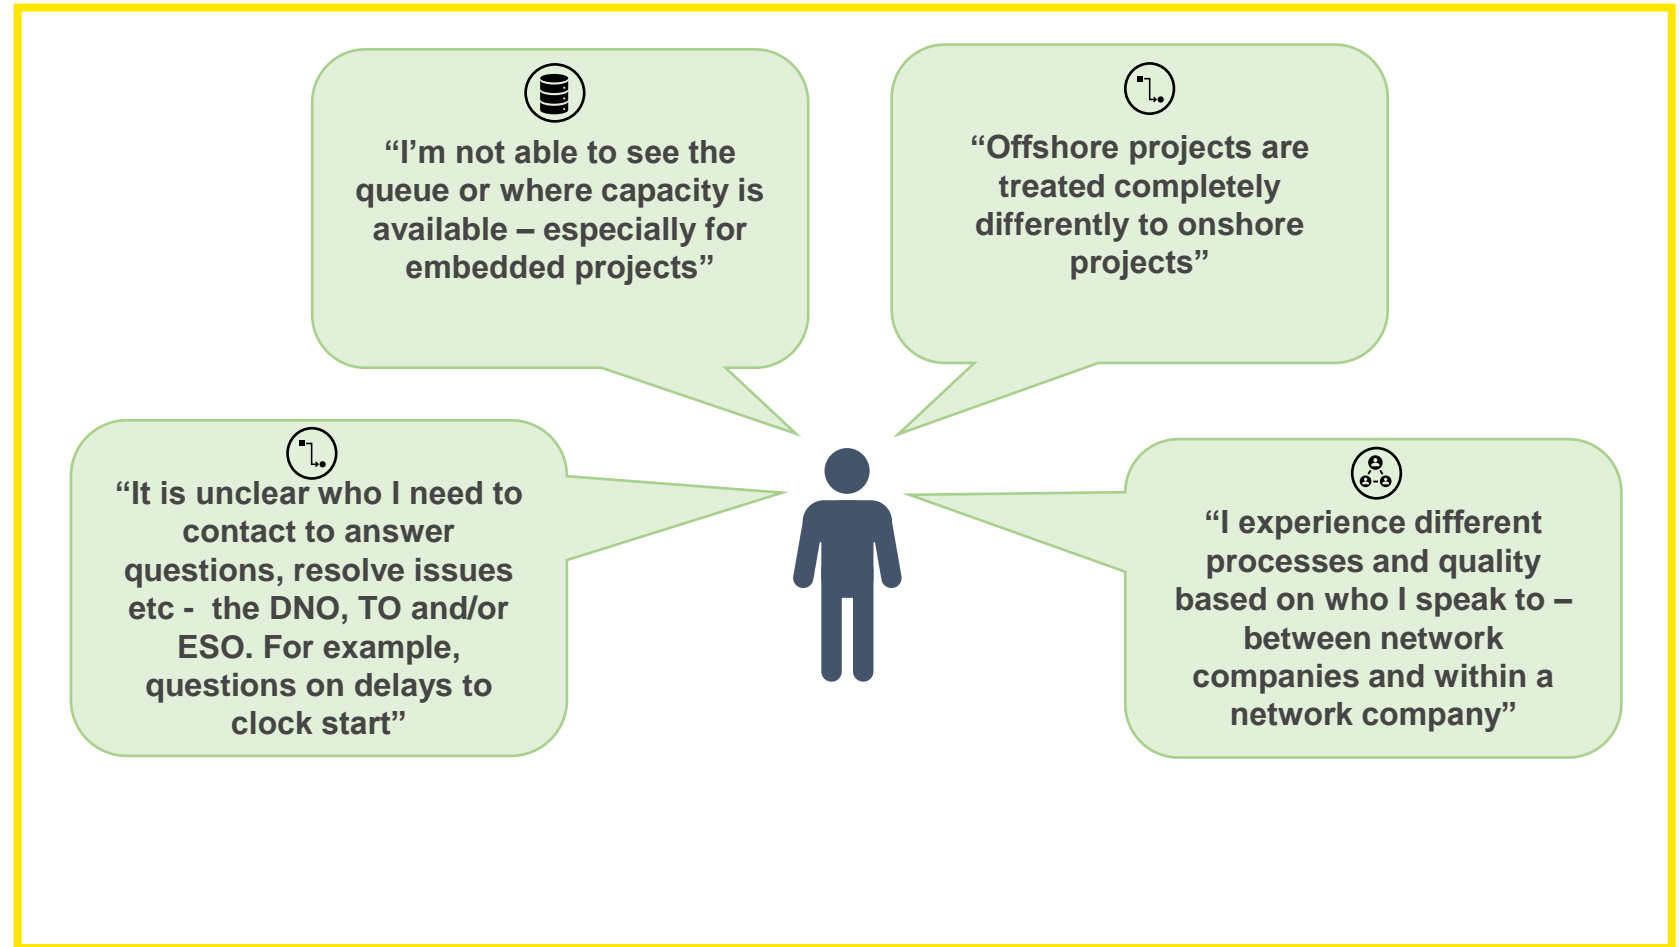 “I’m not able to see the
queue or where capacity is
available – especially for
embedded projects”
“Offshore projects are
treated completely
differently to onshore
projects”
“It is unclear who I need to
contact to answer
questions, resolve issues
etc -  the DNO, TO and/or
ESO. For example,
questions on delays to
clock start”
“I experience different
processes and quality
based on who I speak to –
between network
companies and within a
network company”